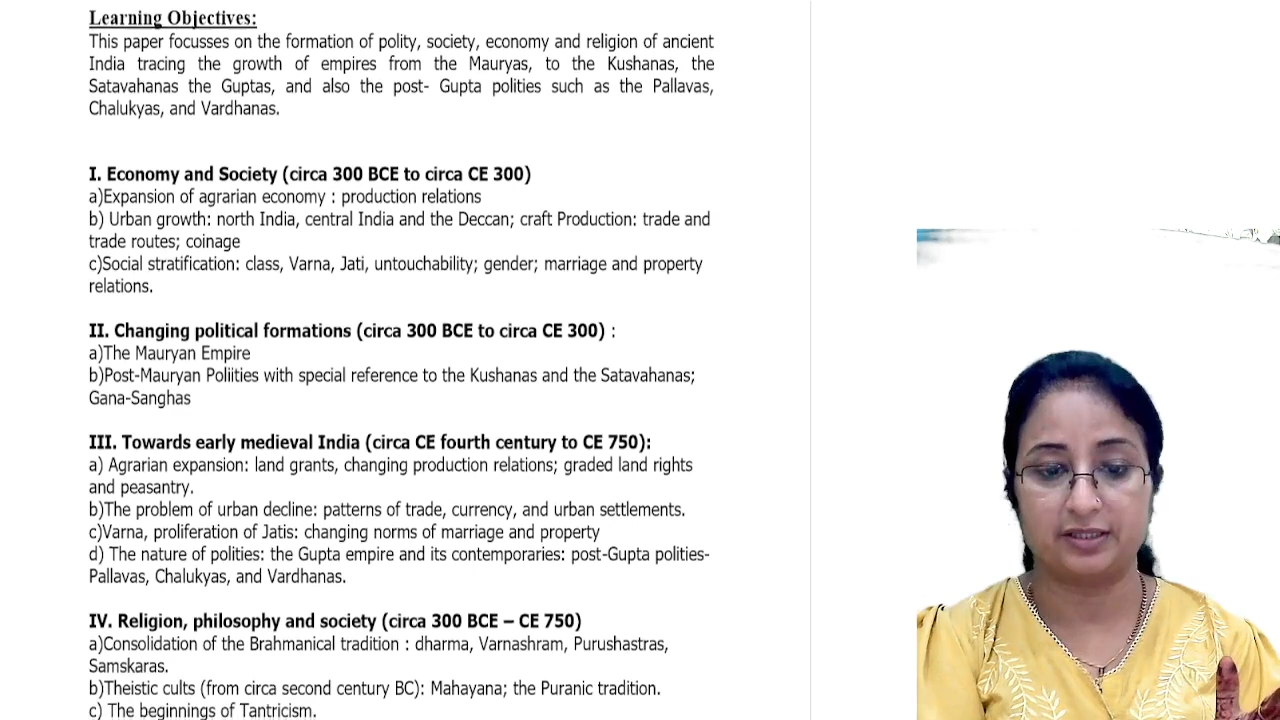 Learning Objectives:
This paper focusses on the formation of polity, society, economy and religion of ancient
India tracing the growth of empires from the Mauryas, to the Kushanas, the
Satavahanas the Guptas, and also the post- Gupta polities such as the Pallavas,
Chalukyas, and Vardhanas.
I. Economy and Society (circa 300 BCE to circa CE 300)
a)Expansion of agrarian economy : production relations
b) Urban growth: north India, central India and the Deccan; craft Production: trade and
trade routes; coinage
c)Social stratification: class, Varna, Jati, untouchability; gender; marriage and property
relations.
II. Changing political formations (circa 300 BCE to circa CE 300) :
a)The Mauryan Empire
b)Post-Mauryan Poliities with special reference to the Kushanas and the Satavahanas;
Gana-Sanghas
III. Towards early medieval India (circa CE fourth century to CE 750):
a) Agrarian expansion: land grants, changing production relations; graded land rights
and peasantry.
b)The problem of urban decline: patterns of trade, currency, and urban settlements.
c)Varna, proliferation of Jatis: changing norms of marriage and property
d) The nature of polities: the Gupta empire and its contemporaries: post-Gupta polities-
Pallavas, Chalukyas, and Vardhanas.
IV. Religion, philosophy and society (circa 300 BCE – CE 750)
a)Consolidation of the Brahmanical tradition : dharma, Varnashram, Purushastras,
Samskaras.
b)Theistic cults (from circa second century BC): Mahayana; the Puranic tradition.
c) The beginnings of Tantricism.